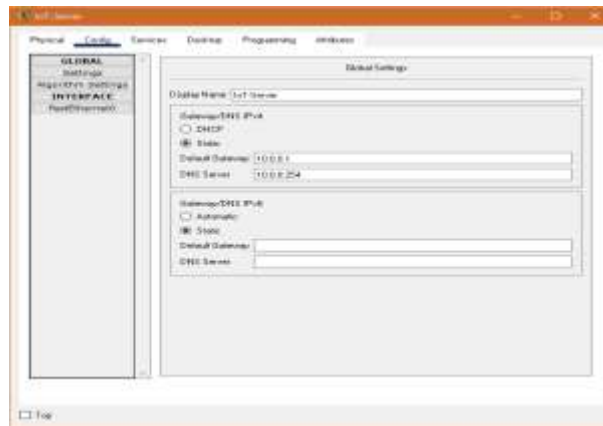 IoT Server
Physical Config Services Desktop Programming Attributes
GLOBAL
Settings
Algorithm Settings
INTERFACE
FastEthernet0
Global Settings
Display Name IoT Server
Gateway/DNS IPv4
DHCP
Static
Default Gateway 10.0.0.1
DNS Server 10.0.0.254
Gateway/DNS IPv6
Automatic
Static
Default Gateway
DNS Server
Top